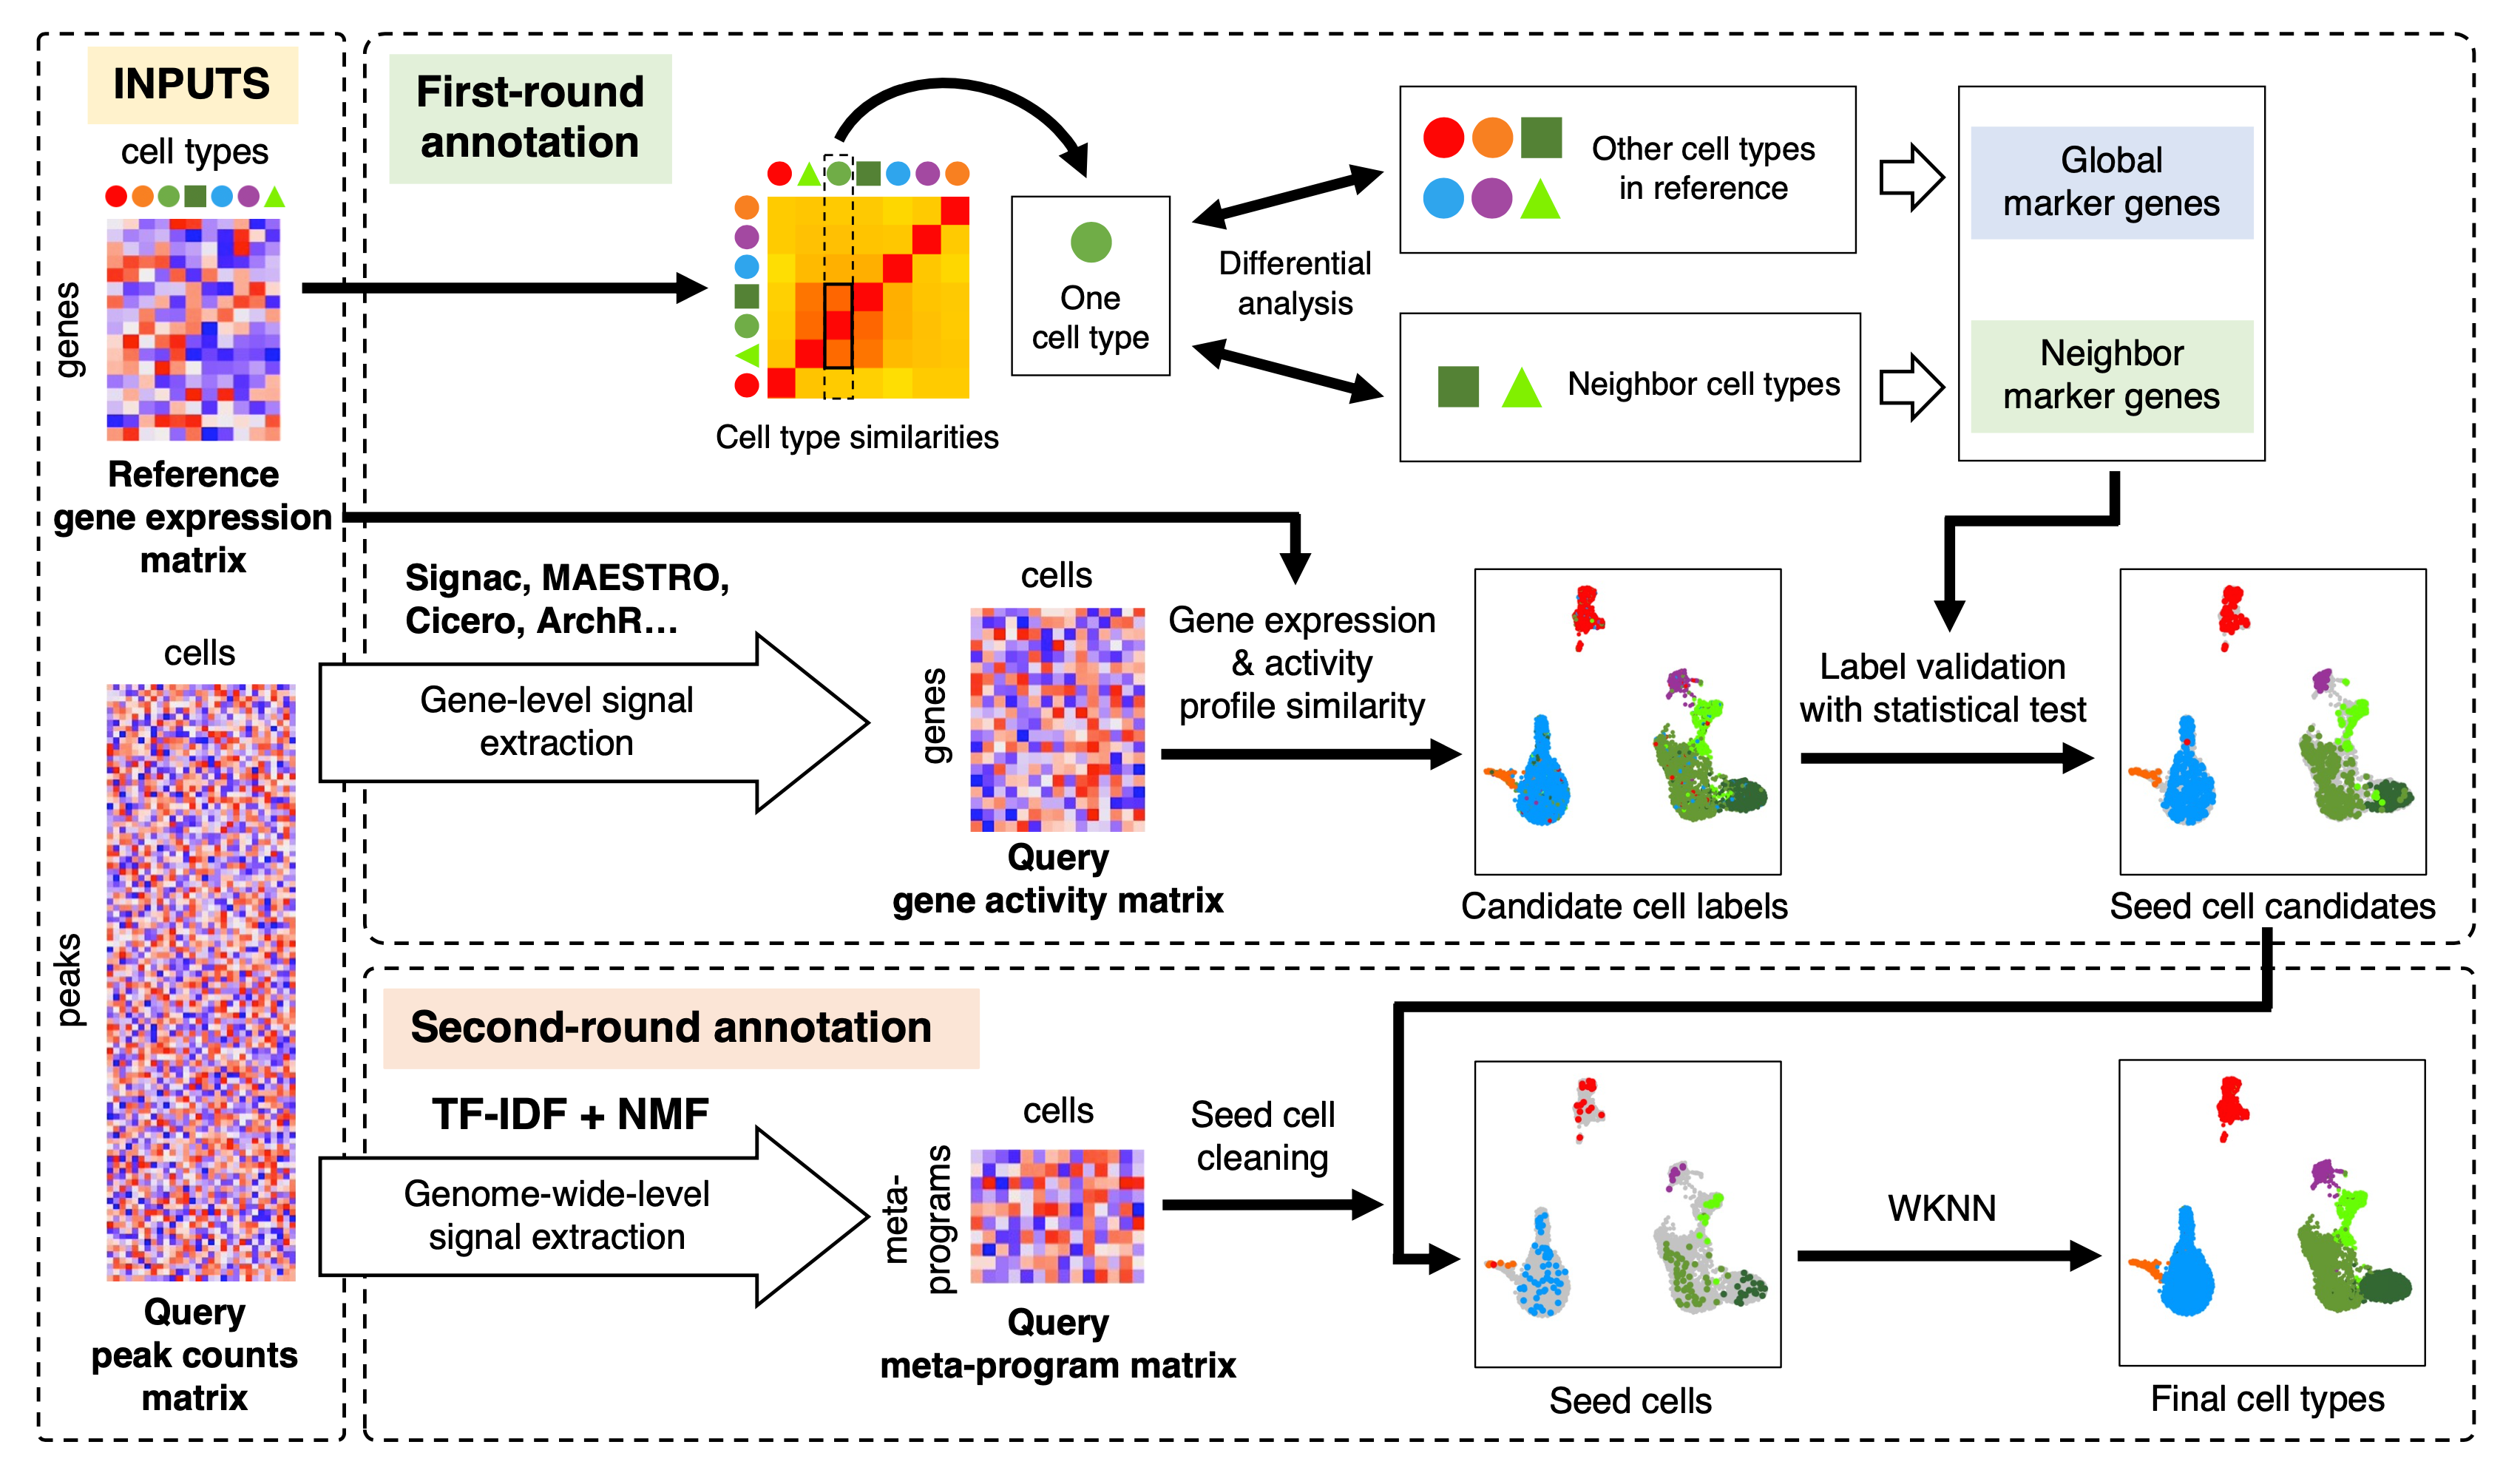 INPUTS
cell types
genes
Reference
gene expression
matrix
cells
peaks
Query
peak counts
matrix
First-round
annotation
Cell type similarities
One
cell type
Differential
analysis
Other cell types
in reference
Neighbor cell types
Global
marker genes
Neighbor
marker genes
Signac, MAESTRO,
Cicero, ArchR...
Gene-level signal
extraction
cells
genes
Query
gene activity matrix
Gene expression
& activity
profile similarity
Candidate cell labels
Label validation
with statistical test
Seed cell candidates
Second-round annotation
TF-IDF + NMF
Genome-wide-level
signal extraction
cells
meta-
programs
Query
meta-program matrix
Seed cell
cleaning
Seed cells
WKNN
Final cell types